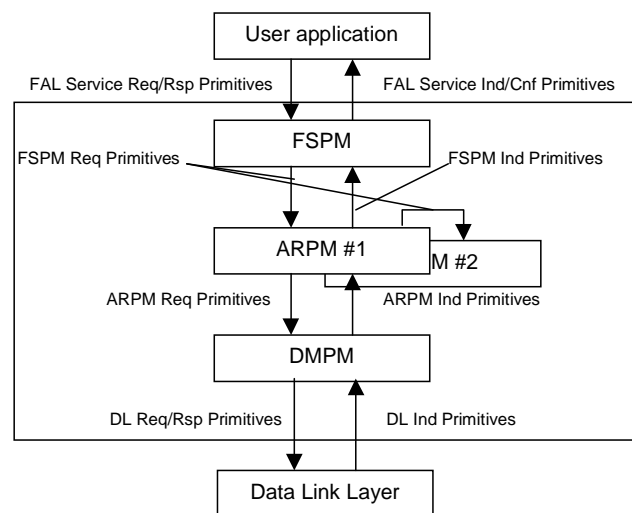 User application
FAL Service Req/Rsp Primitives
FAL Service Ind/Cnf Primitives
FSPM
FSPM Req Primitives
FSPM Ind Primitives
ARPM #1
M #2
ARPM Req Primitives
ARPM Ind Primitives
DMPM
DL Req/Rsp Primitives
DL Ind Primitives
Data Link Layer